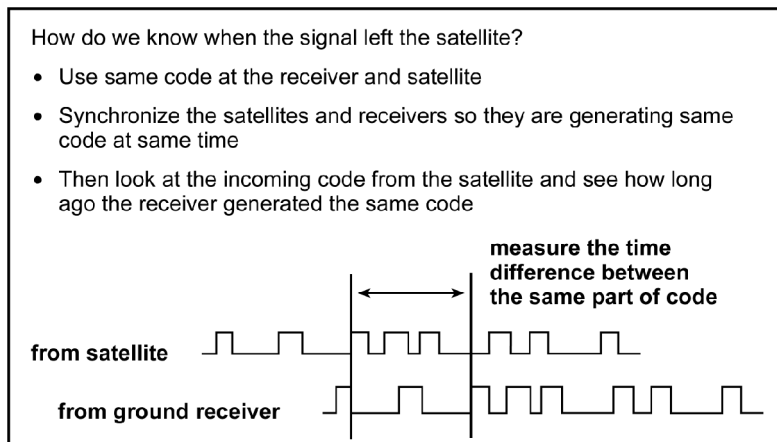 How do we know when the signal left the satellite?
• Use same code at the receiver and satellite
• Synchronize the satellites and receivers so they are generating same
code at same time
• Then look at the incoming code from the satellite and see how long
ago the receiver generated the same code
measure the time
difference between
the same part of code
from satellite
from ground receiver